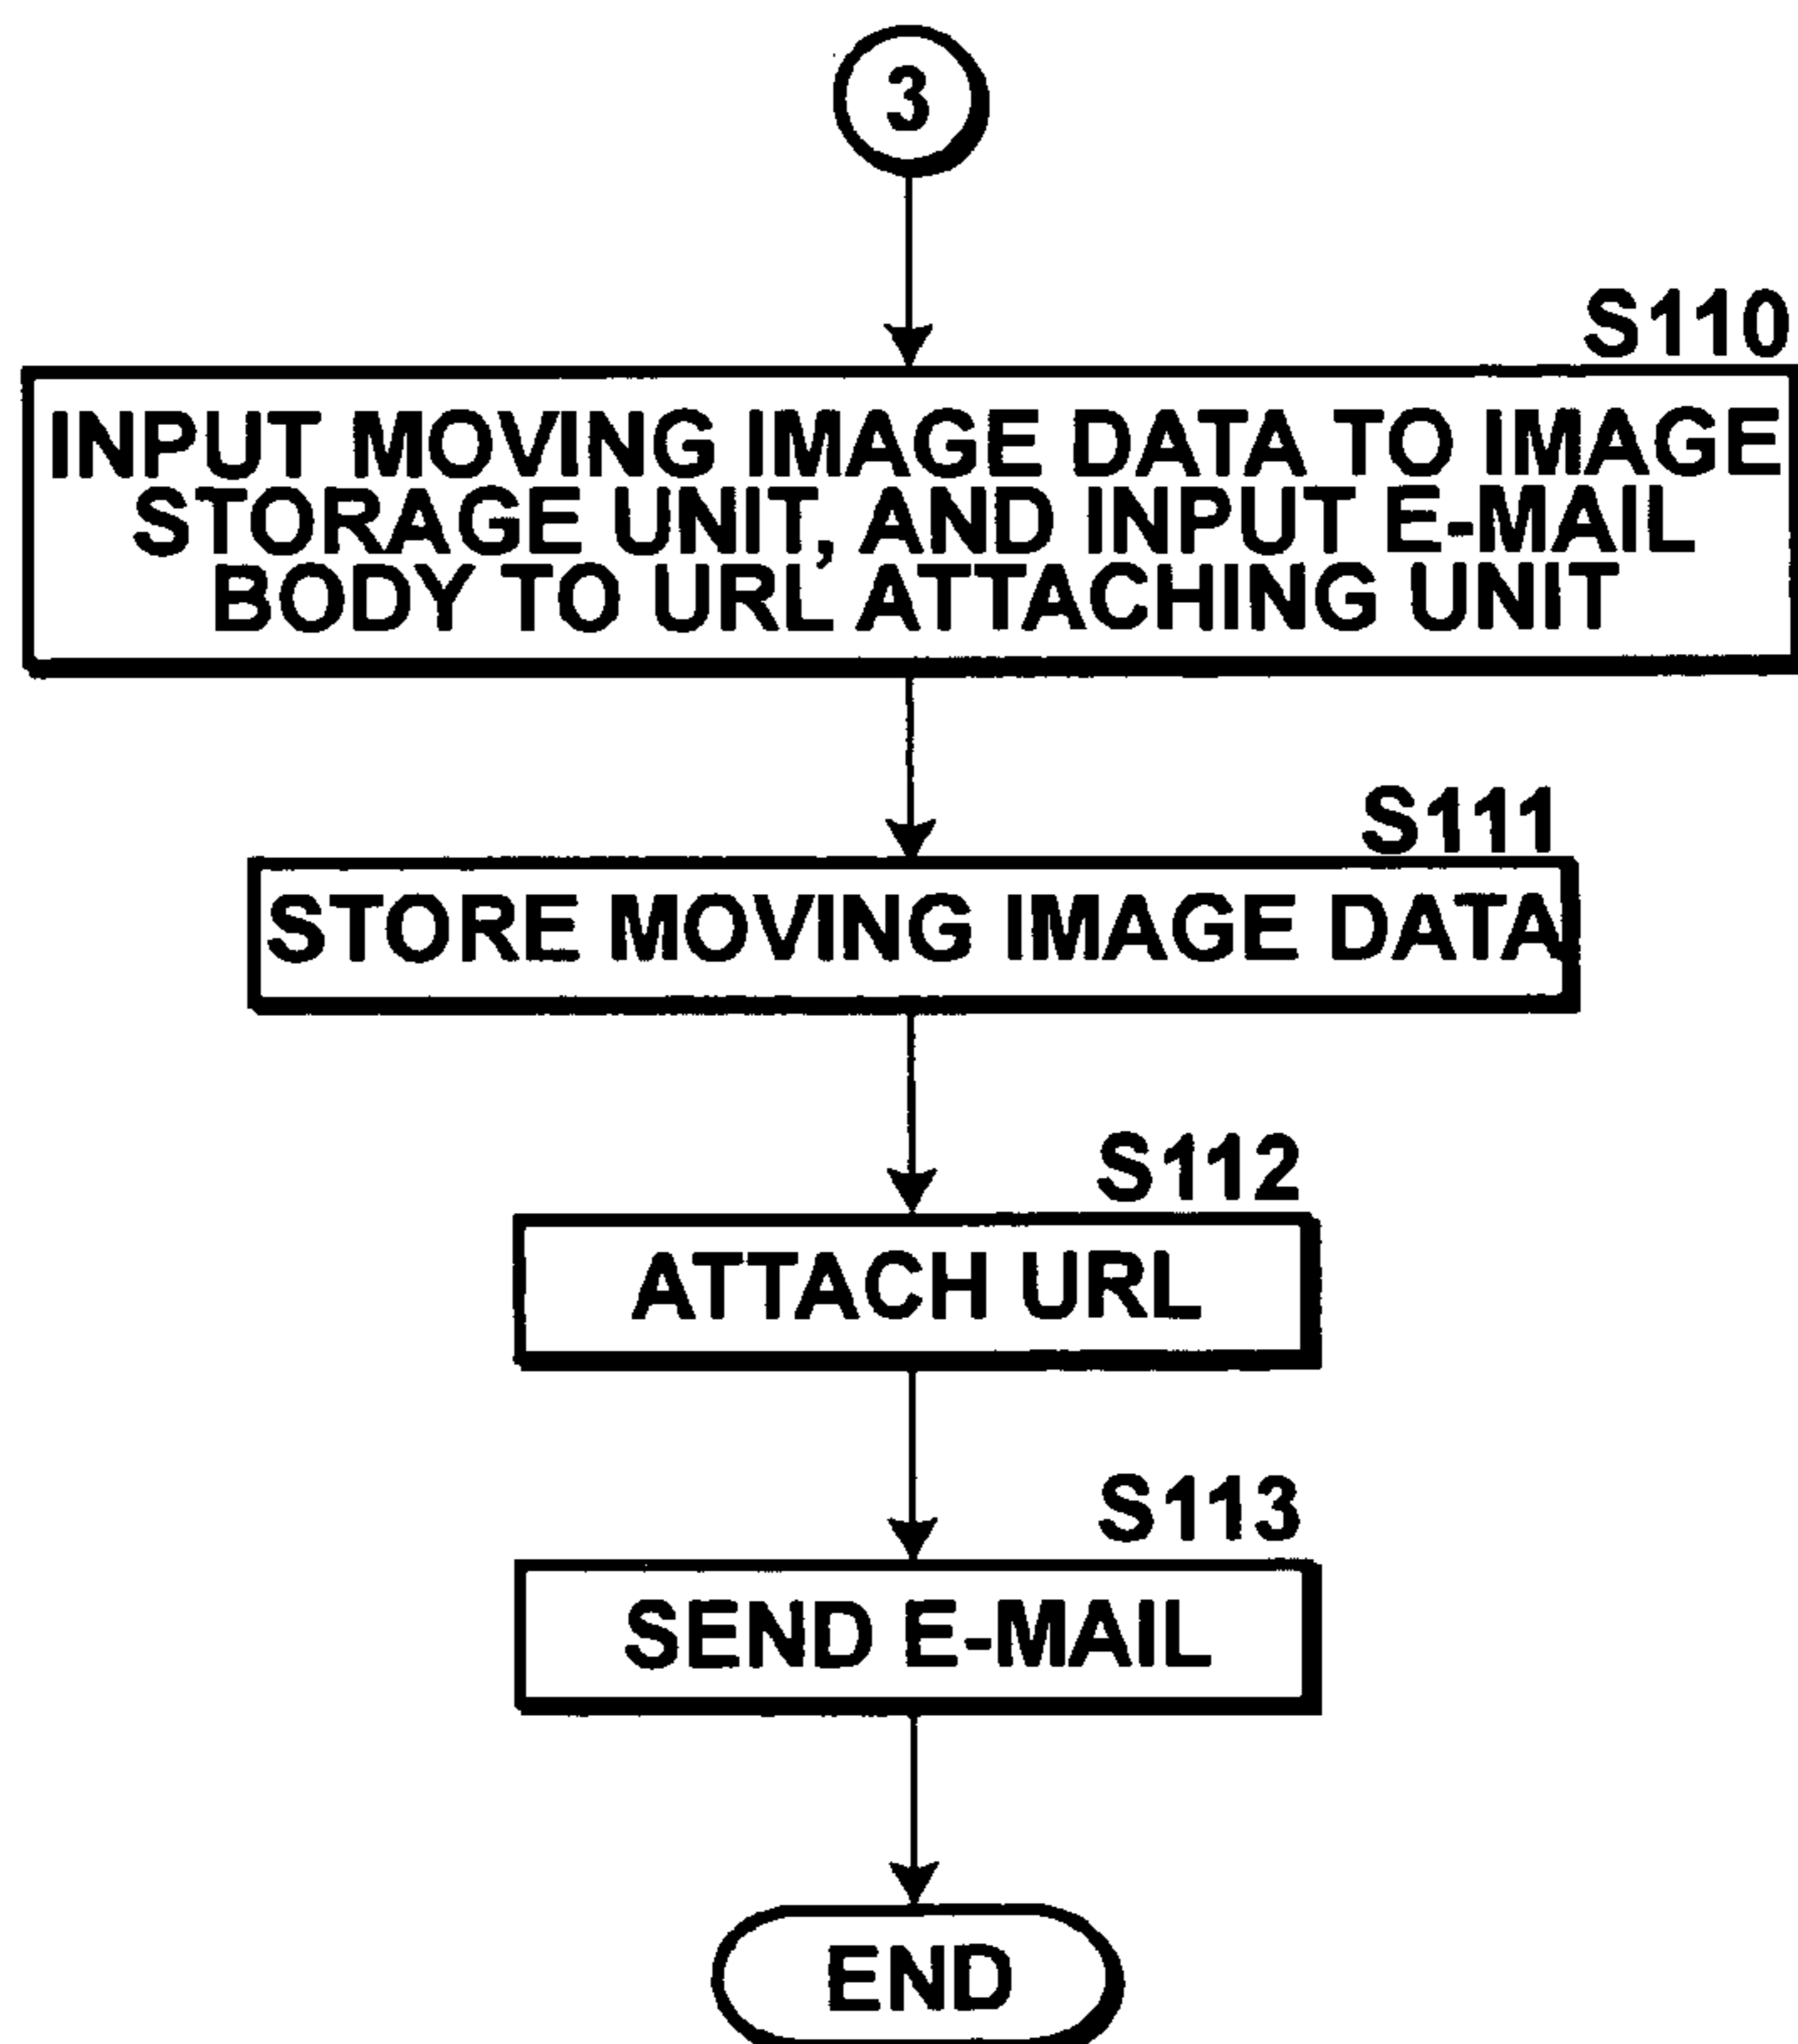 3
S110
INPUT MOVING IMAGE DATA TO IMAGE
STORAGE UNIT, AND INPUT E-MAIL
BODY TO URL ATTACHING UNIT
S111
STORE MOVING IMAGE DATA
S112
ATTACH URL
S113
SEND E-MAIL
END